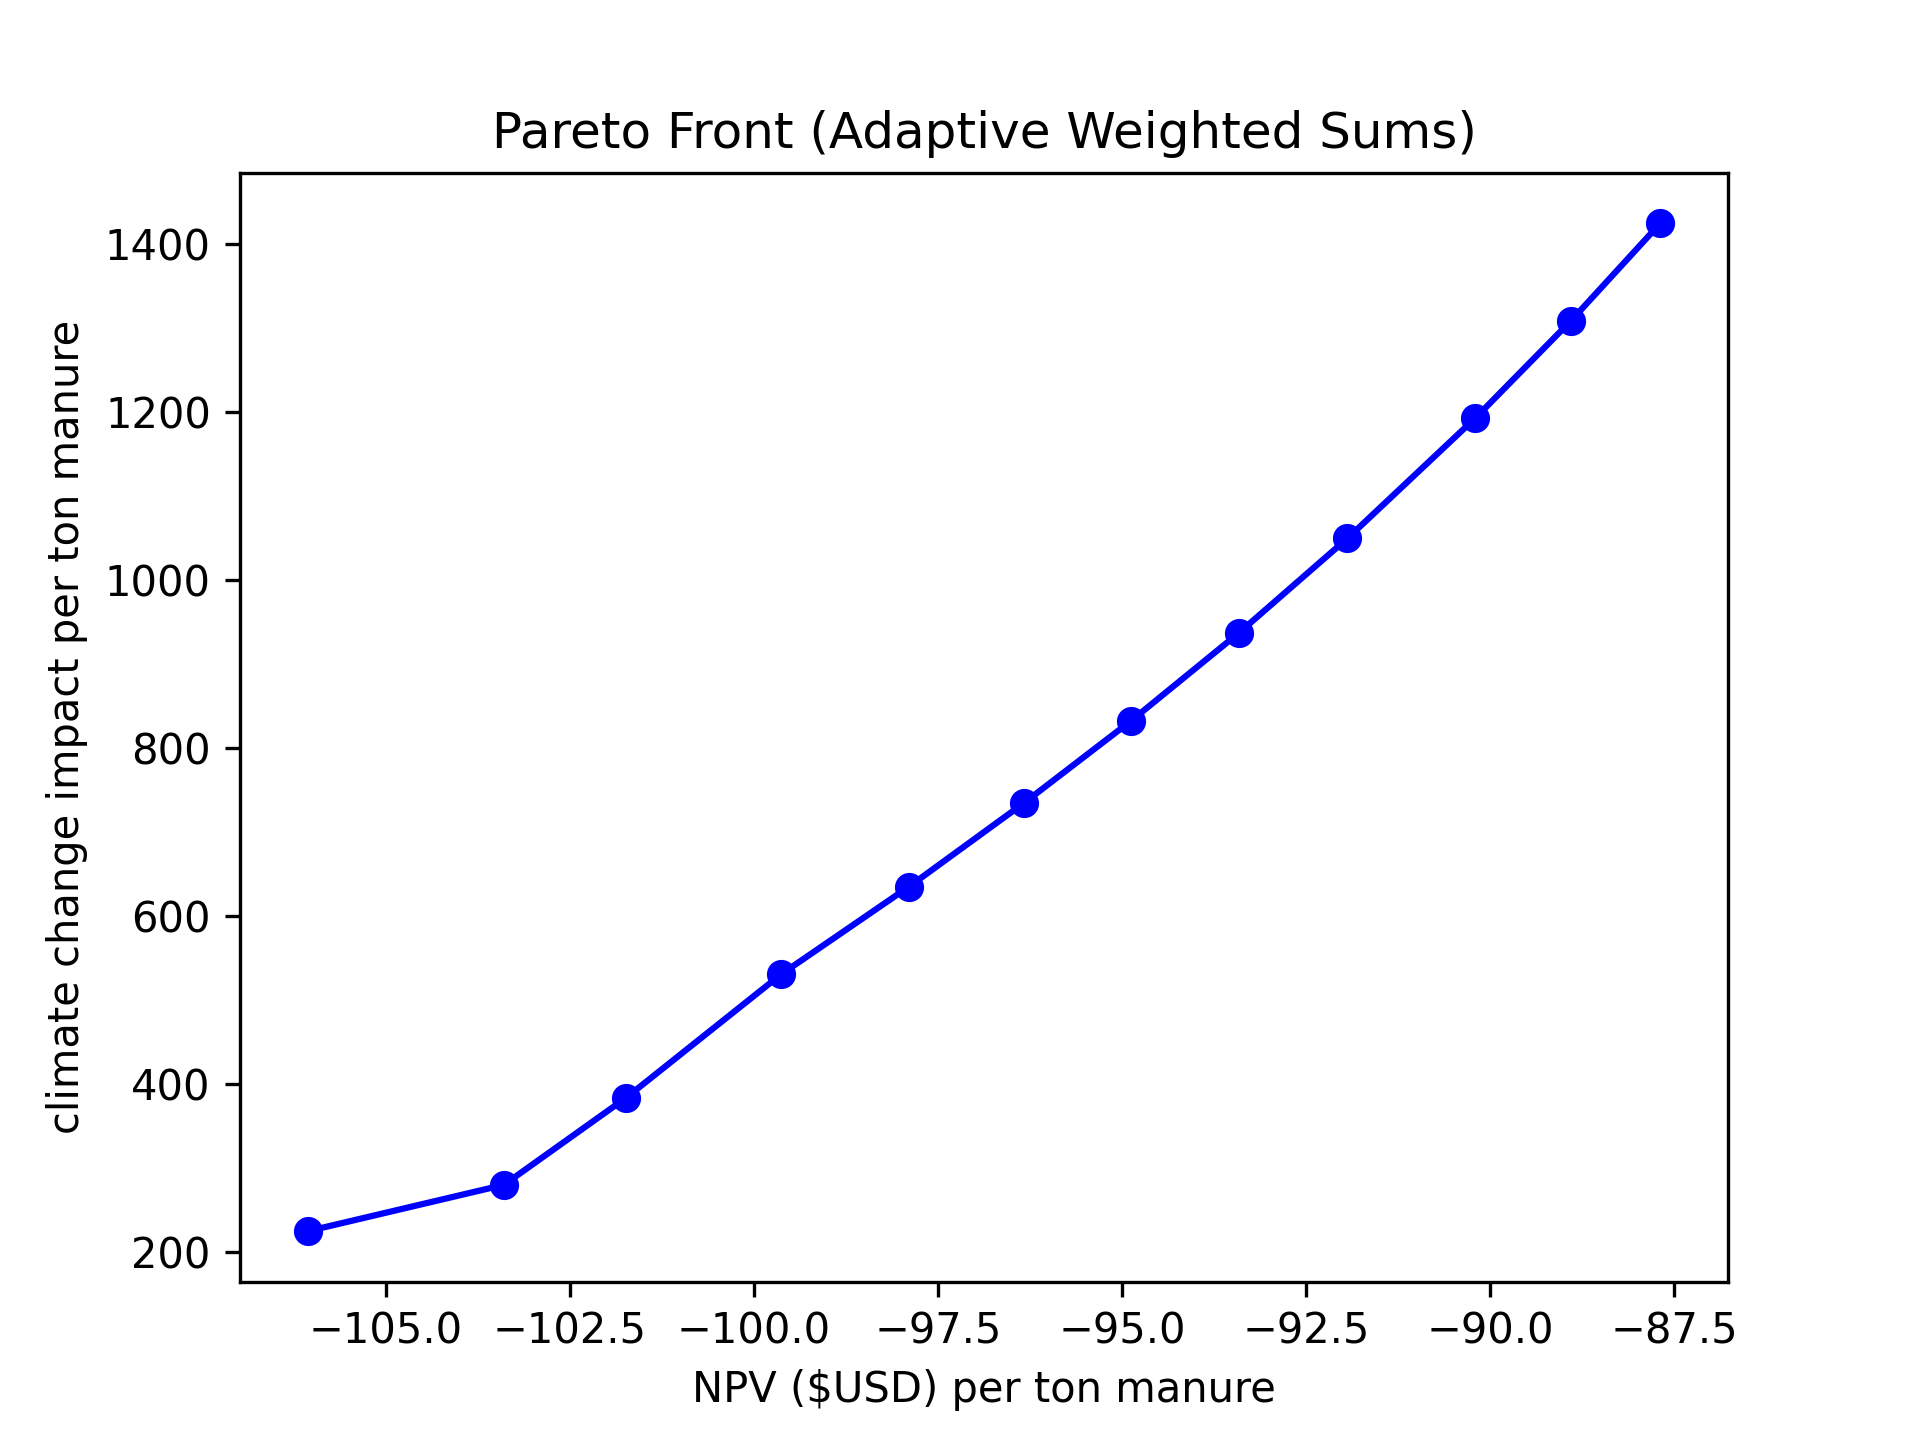 Pareto Front (Adaptive Weighted Sums)
climate change impact per ton manure
1400
1200
1000
800
600
400
200
−105.0 −102.5 −100.0 −97.5 −95.0 −92.5 −90.0 −87.5
NPV ($USD) per ton manure